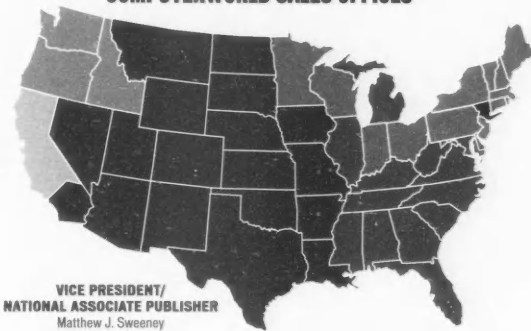 COMPUTERWORLD SALES OFFICES
VICE PRESIDENT/
NATIONAL ASSOCIATE PUBLISHER
Matthew J. Sweeney